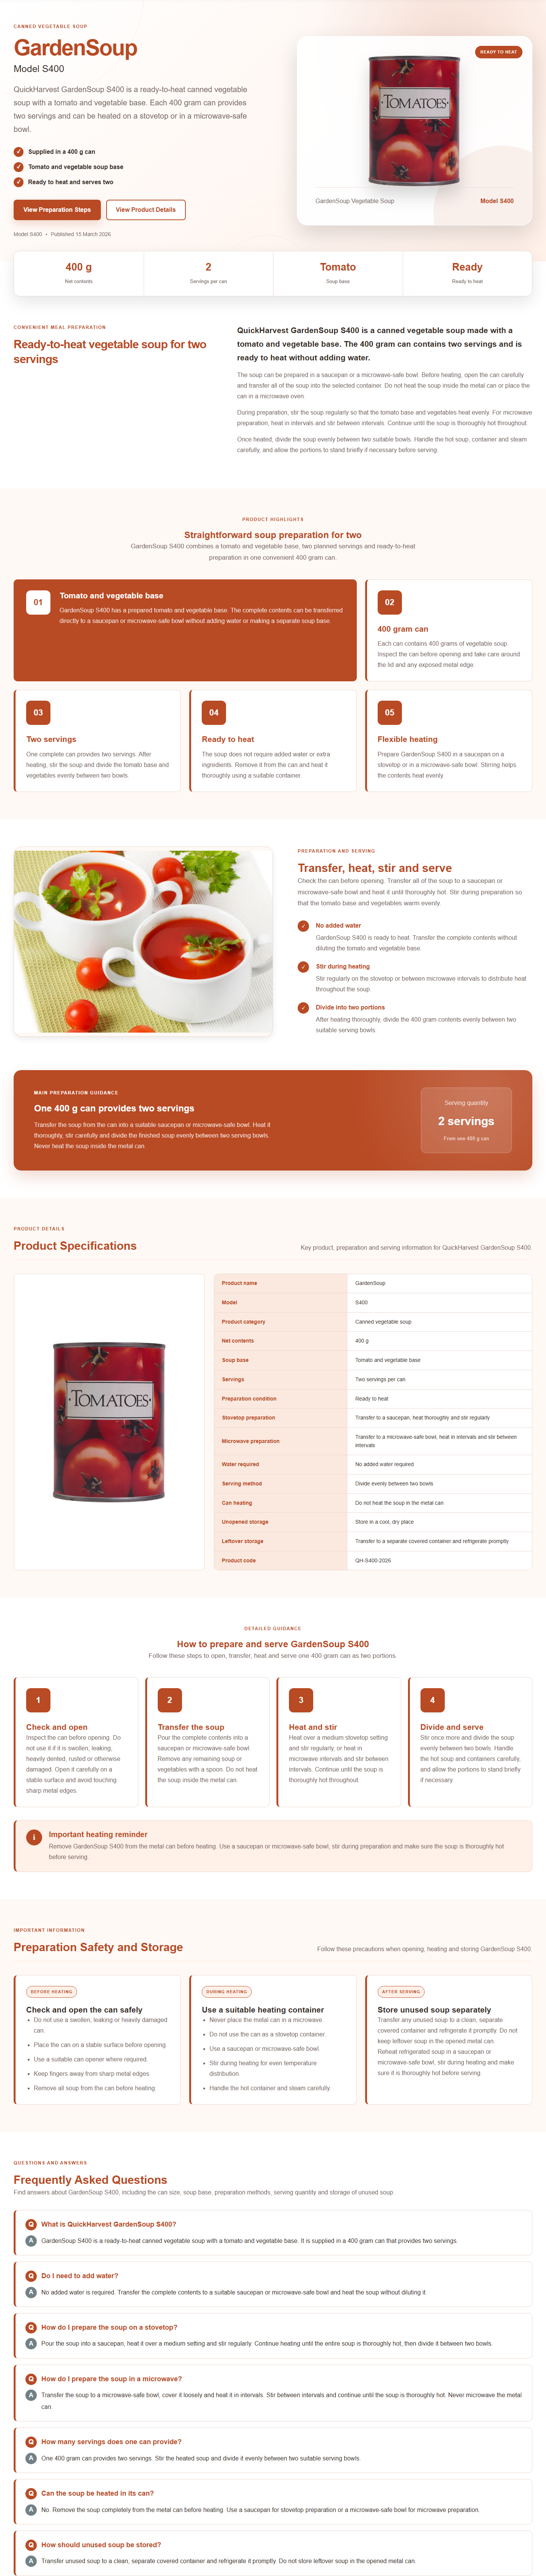 CANNED VEGETABLE SOUP
GardenSoup
Model S400
QuickHarvest GardenSoup S400 is a ready-to-heat canned vegetable
soup with a tomato and vegetable base. Each 400 gram can provides
two servings and can be heated on a stovetop or in a microwave-safe
bowl.
✓ Supplied in a 400 g can
✓ Tomato and vegetable soup base
✓ Ready to heat and serves two
View Preparation Steps
View Product Details
Model S400 • Published 15 March 2026
READY TO HEAT
TOMATOES
GardenSoup Vegetable Soup
Model S400
400 g
Net contents
2
Servings per can
Tomato
Soup base
Ready
Ready to heat
CONVENIENT MEAL PREPARATION
Ready-to-heat vegetable soup for two
servings
QuickHarvest GardenSoup S400 is a canned vegetable soup made with a
tomato and vegetable base. The 400 gram can contains two servings and is
ready to heat without adding water.
The soup can be prepared in a saucepan or a microwave-safe bowl. Before heating, open the can carefully
and transfer all of the soup into the selected container. Do not heat the soup inside the metal can or place the
can in a microwave oven.
During preparation, stir the soup regularly so that the tomato base and vegetables heat evenly. For microwave
preparation, heat in intervals and stir between intervals. Continue until the soup is thoroughly hot throughout.
Once heated, divide the soup evenly between two suitable bowls. Handle the hot soup, container and steam
carefully, and allow the portions to stand briefly if necessary before serving.
PRODUCT HIGHLIGHTS
Straightforward soup preparation for two
GardenSoup S400 combines a tomato and vegetable base, two planned servings and ready-to-heat
preparation in one convenient 400 gram can.
01
Tomato and vegetable base
GardenSoup S400 has a prepared tomato and vegetable base. The complete contents can be transferred
directly to a saucepan or microwave-safe bowl without adding water or making a separate soup base.
02
400 gram can
Each can contains 400 grams of vegetable soup.
Inspect the can before opening and take care around
the lid and any exposed metal edge.
03
Two servings
One complete can provides two servings. After
heating, stir the soup and divide the tomato base and
vegetables evenly between two bowls.
04
Ready to heat
The soup does not require added water or extra
ingredients. Remove it from the can and heat it
thoroughly using a suitable container.
05
Flexible heating
Prepare GardenSoup S400 in a saucepan on a
stovetop or in a microwave-safe bowl. Stirring helps
the contents heat evenly.
PREPARATION AND SERVING
Transfer, heat, stir and serve
Check the can before opening. Transfer all of the soup to a saucepan or
microwave-safe bowl and heat it until thoroughly hot. Stir during preparation so
that the tomato base and vegetables warm evenly.
✓ No added water
GardenSoup S400 is ready to heat. Transfer the complete contents without
diluting the tomato and vegetable base.
✓ Stir during heating
Stir regularly on the stovetop or between microwave intervals to distribute heat
throughout the soup.
✓ Divide into two portions
After heating thoroughly, divide the 400 gram contents evenly between two
suitable serving bowls.
MAIN PREPARATION GUIDANCE
One 400 g can provides two servings
Transfer the soup from the can into a suitable saucepan or microwave-safe bowl. Heat it
thoroughly, stir carefully and divide the finished soup evenly between two serving bowls.
Never heat the soup inside the metal can.
Serving quantity
2 servings
From one 400 g can
PRODUCT DETAILS
Product Specifications
Key product, preparation and serving information for QuickHarvest GardenSoup S400.
TOMATOES
Product name GardenSoup
Model S400
Product category Canned vegetable soup
Net contents 400 g
Soup base Tomato and vegetable base
Servings Two servings per can
Preparation condition Ready to heat
Stovetop preparation Transfer to a saucepan, heat thoroughly and stir regularly
Microwave preparation Transfer to a microwave-safe bowl, heat in intervals and stir between
intervals
Water required No added water required
Serving method Divide evenly between two bowls
Can heating Do not heat the soup in the metal can
Unopened storage Store in a cool, dry place
Leftover storage Transfer to a separate covered container and refrigerate promptly
Product code QH-S400-2026
DETAILED GUIDANCE
How to prepare and serve GardenSoup S400
Follow these steps to open, transfer, heat and serve one 400 gram can as two portions.
1
Check and open
Inspect the can before opening. Do
not use it if it is swollen, leaking,
heavily dented, rusted or otherwise
damaged. Open it carefully on a
stable surface and avoid touching
sharp metal edges.
2
Transfer the soup
Pour the complete contents into a
saucepan or microwave-safe bowl.
Remove any remaining soup or
vegetables with a spoon. Do not heat
the soup inside the metal can.
3
Heat and stir
Heat over a medium stovetop setting
and stir regularly, or heat in
microwave intervals and stir between
intervals. Continue until the soup is
thoroughly hot throughout.
4
Divide and serve
Stir once more and divide the soup
evenly between two bowls. Handle
the hot soup and containers carefully,
and allow the portions to stand briefly
if necessary.
i
Important heating reminder
Remove GardenSoup S400 from the metal can before heating. Use a saucepan or microwave-safe bowl, stir during preparation and make sure the soup is thoroughly hot
before serving.
IMPORTANT INFORMATION
Preparation Safety and Storage
Follow these precautions when opening, heating and storing GardenSoup S400.
BEFORE HEATING
Check and open the can safely
• Do not use a swollen, leaking or heavily damaged
can.
• Place the can on a stable surface before opening.
• Use a suitable can opener where required.
• Keep fingers away from sharp metal edges.
• Remove all soup from the can before heating.
DURING HEATING
Use a suitable heating container
• Never place the metal can in a microwave.
• Do not use the can as a stovetop container.
• Use a saucepan or microwave-safe bowl.
• Stir during heating for even temperature
distribution.
• Handle the hot container and steam carefully.
AFTER SERVING
Store unused soup separately
Transfer any unused soup to a clean, separate
covered container and refrigerate it promptly. Do not
keep leftover soup in the opened metal can.
Reheat refrigerated soup in a saucepan or
microwave-safe bowl, stir during heating and make
sure it is thoroughly hot before serving.
QUESTIONS AND ANSWERS
Frequently Asked Questions
Find answers about GardenSoup S400, including the can size, soup base, preparation methods, serving quantity and storage of unused soup.
Q What is QuickHarvest GardenSoup S400?
A GardenSoup S400 is a ready-to-heat canned vegetable soup with a tomato and vegetable base. It is supplied in a 400 gram can that provides two servings.
Q Do I need to add water?
A No added water is required. Transfer the complete contents to a suitable saucepan or microwave-safe bowl and heat the soup without diluting it.
Q How do I prepare the soup on a stovetop?
A Pour the soup into a saucepan, heat it over a medium setting and stir regularly. Continue heating until the entire soup is thoroughly hot, then divide it between two bowls.
Q How do I prepare the soup in a microwave?
A Transfer the soup to a microwave-safe bowl, cover it loosely and heat it in intervals. Stir between intervals and continue until the soup is thoroughly hot. Never microwave the metal
can.
Q How many servings does one can provide?
A One 400 gram can provides two servings. Stir the heated soup and divide it evenly between two suitable serving bowls.
Q Can the soup be heated in its can?
A No. Remove the soup completely from the metal can before heating. Use a saucepan for stovetop preparation or a microwave-safe bowl for microwave preparation.
Q How should unused soup be stored?
A Transfer unused soup to a clean, separate covered container and refrigerate it promptly. Do not store leftover soup in the opened metal can.